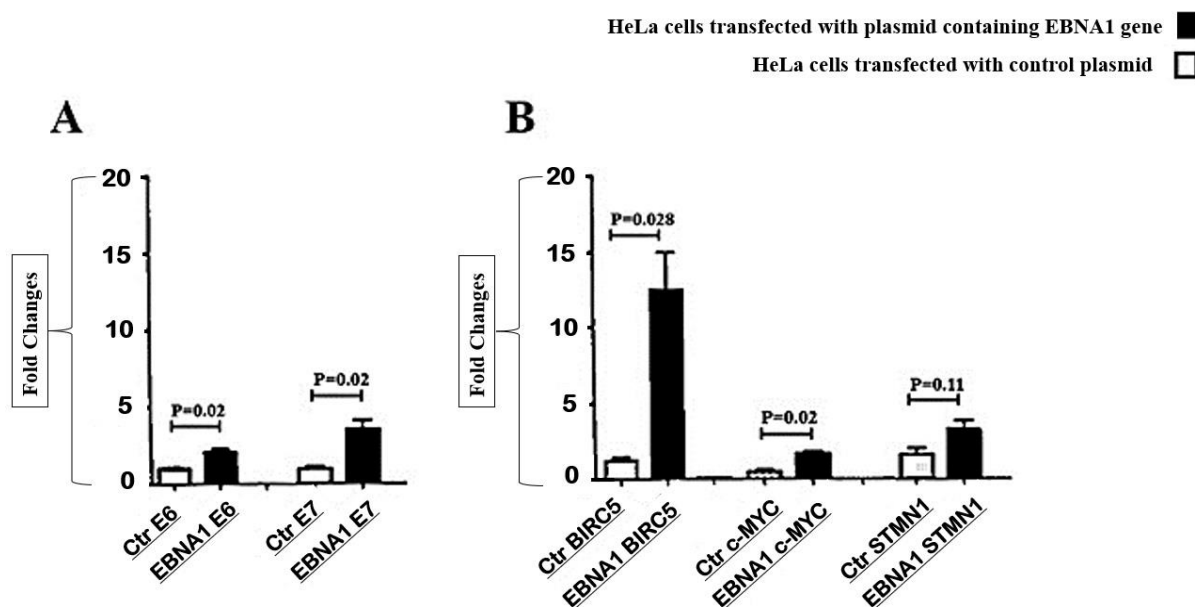 HeLa cells transfected with plasmid containing EBNA1 gene
HeLa cells transfected with control plasmid
A
Fold Changes
20
15
10
5
0
P=0.02
P=0.02
Ctr E6
EBNA1 E6
Ctr E7
EBNA1 E7
B
Fold Changes
20
15
10
5
0
P=0.028
P=0.02
P=0.11
Ctr BIRC5
EBNA1 BIRC5
Ctr c-MYC
EBNA1 c-MYC
Ctr STMN1
EBNA1 STMN1